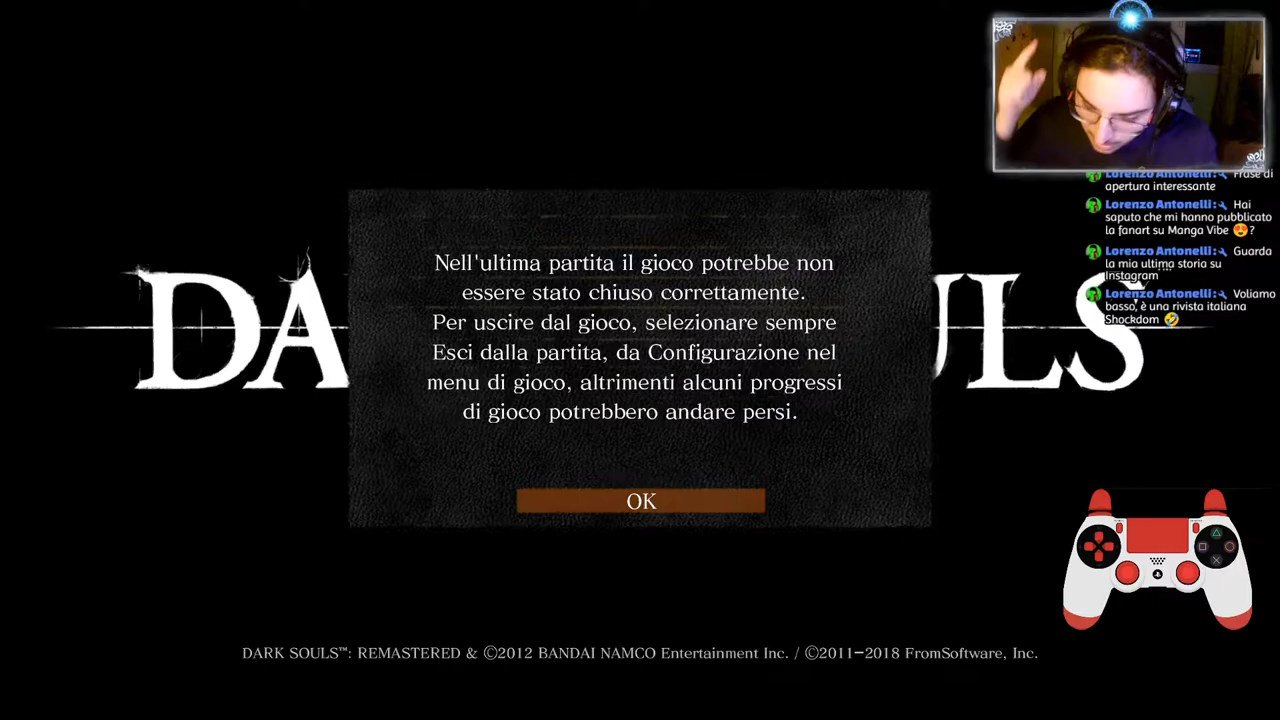 Nell'ultima partita il gioco potrebbe non
essere stato chiuso correttamente.
Per uscire dal gioco, selezionare sempre
Esci dalla partita, da Configurazione nel
menu di gioco, altrimenti alcuni progressi
di gioco potrebbero andare persi.
OK
DA
ULS
Lorenzo Antonelli: Frase di
apertura interessante
Lorenzo Antonelli: Hai
saputo che mi hanno pubblicato
la fanart su Manga Vibe 😍?
Lorenzo Antonelli: Guarda
la mia ultima storia su
Instagram
Lorenzo Antonelli: Voliamo
basso, è una rivista italiana
Shockdom 🤣
DARK SOULS™: REMASTERED & ©2012 BANDAI NAMCO Entertainment Inc. / ©2011–2018 FromSoftware, Inc.